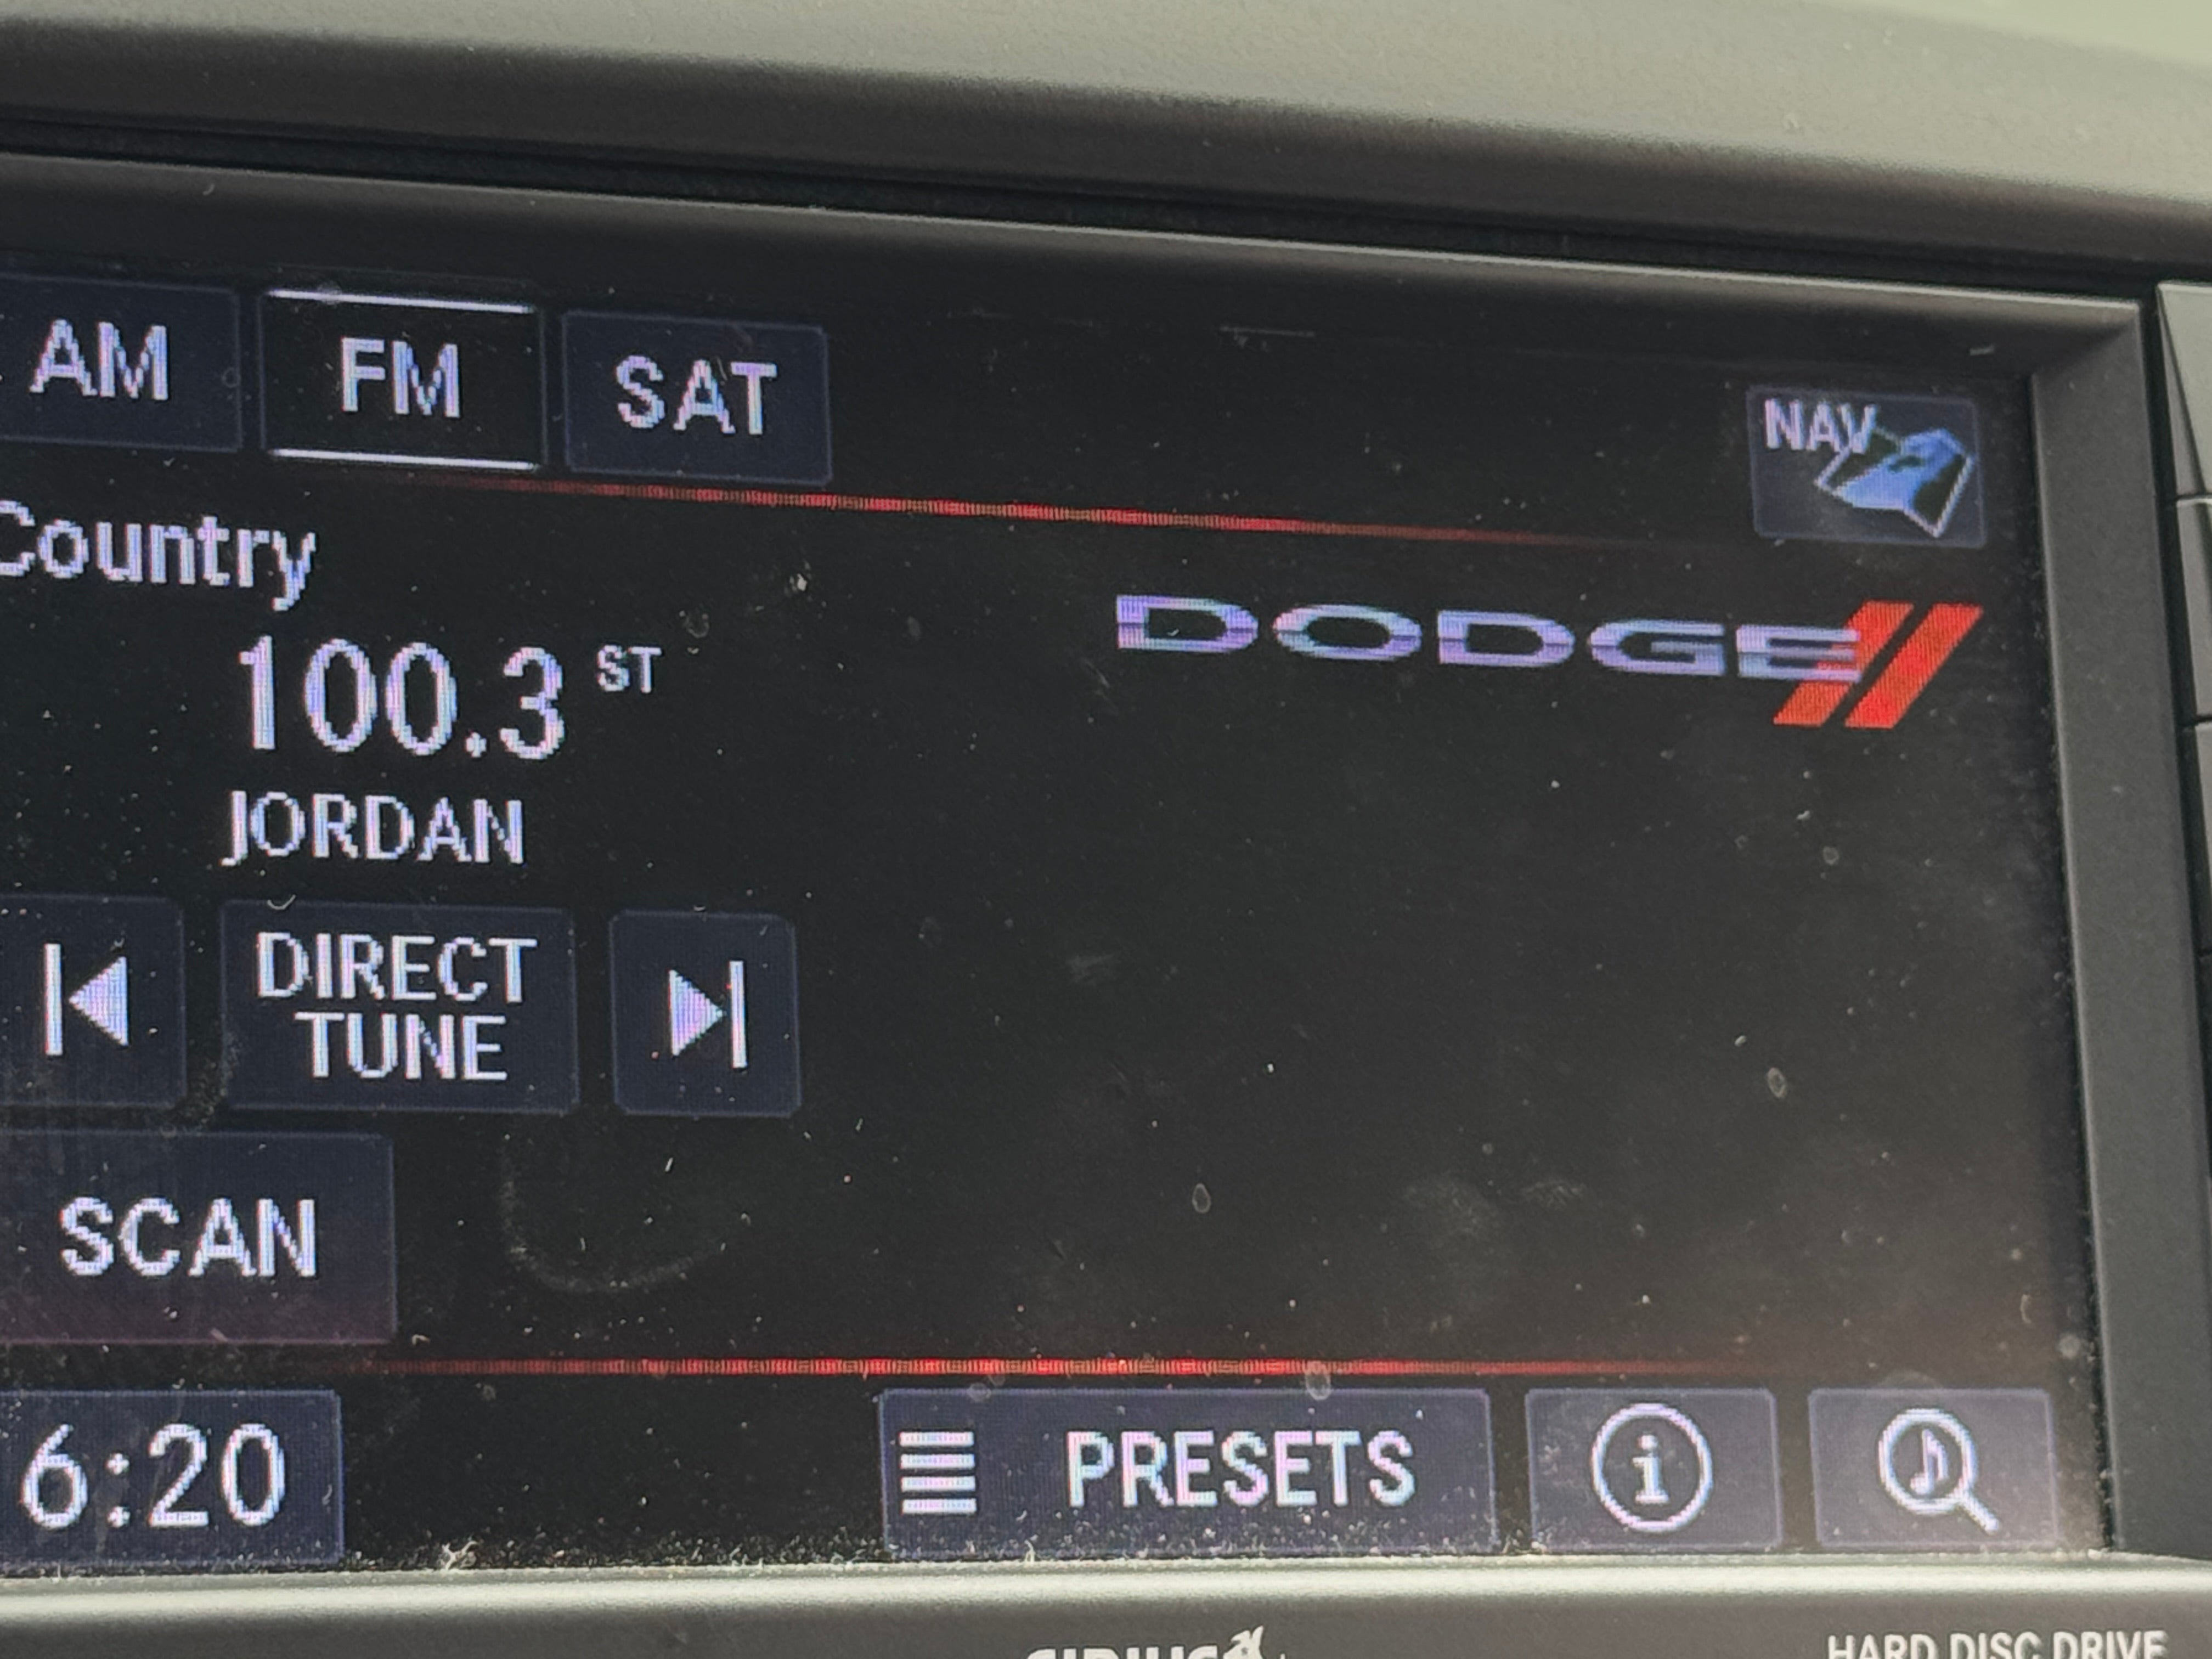 AM FM SAT NAV
Country
100.3 ST
DODGE
JORDAN
DIRECT
TUNE
SCAN
6:20 PRESETS i
SIRIUS HARD DISC DRIVE